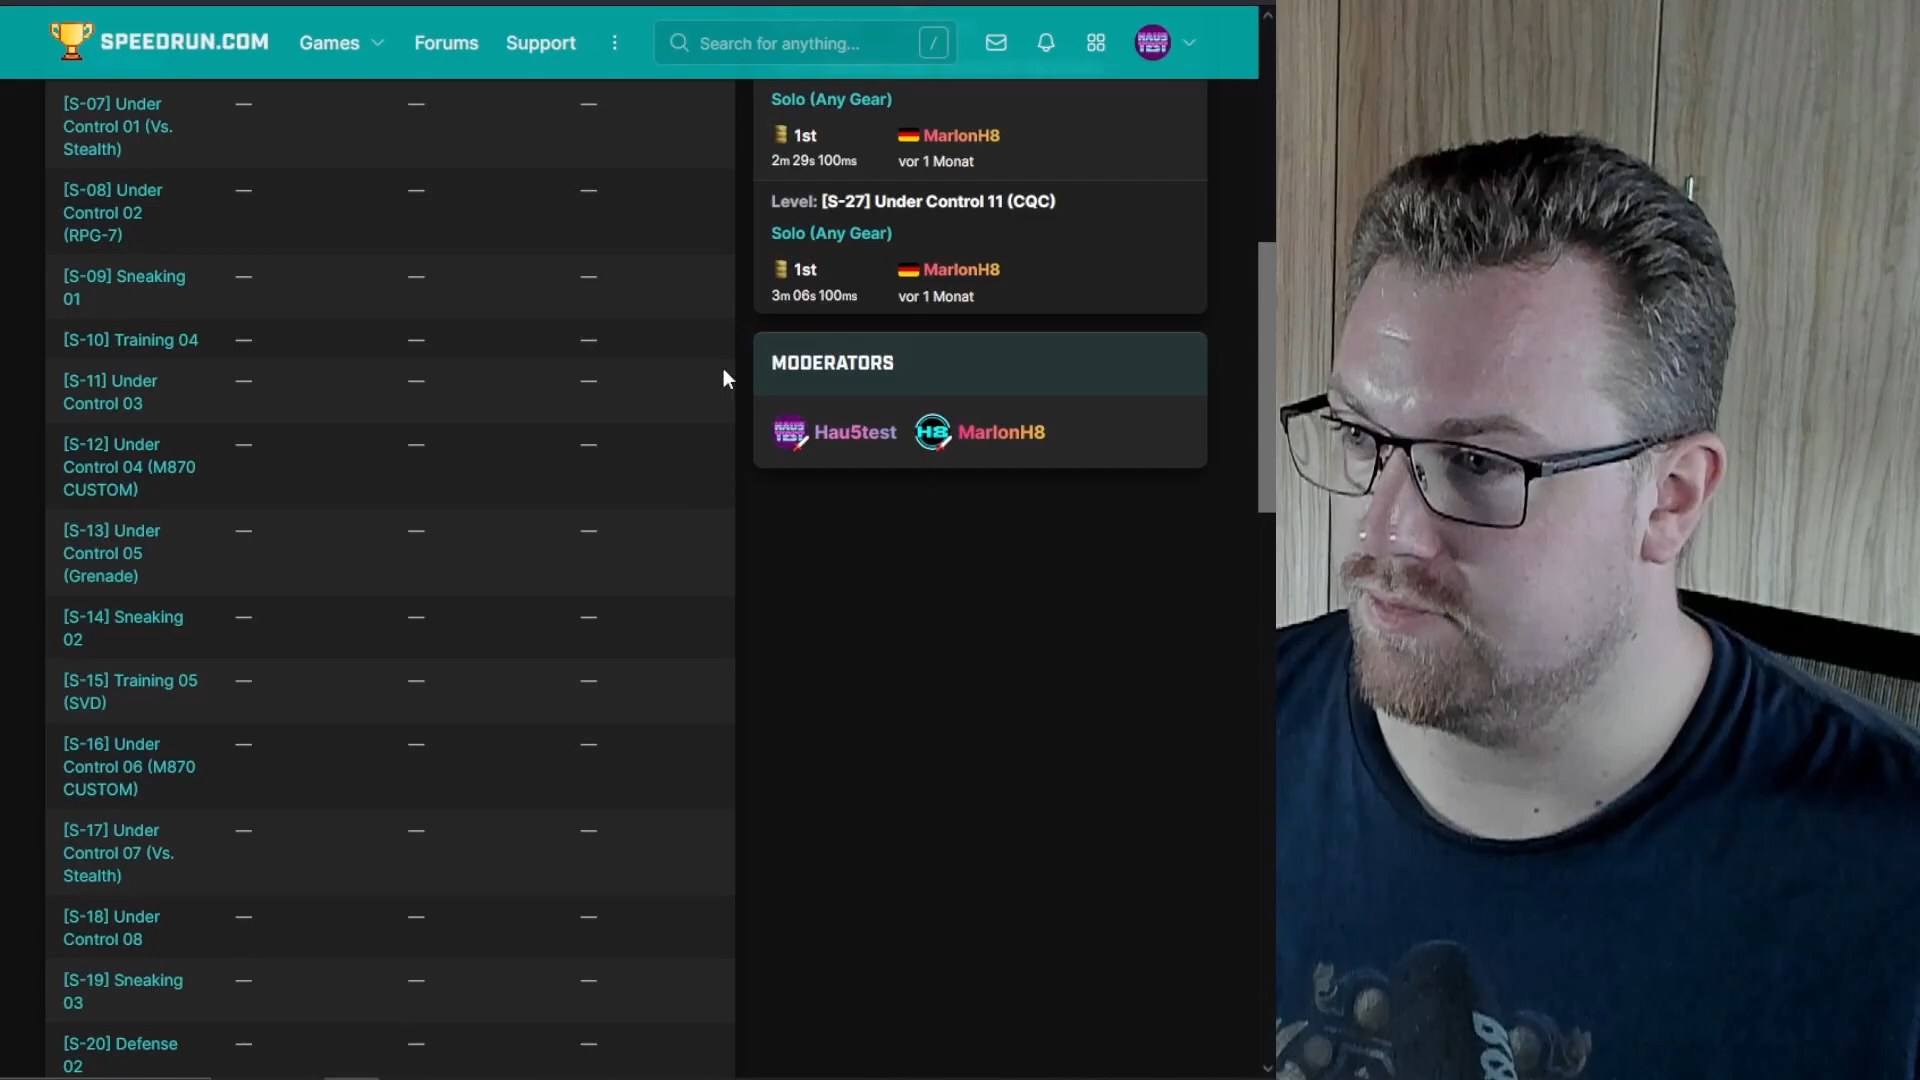 SPEEDRUN.COM
Games
Forums
Support
Search for anything...
/
HAUS TEST
[S-07] Under
Control 01 (Vs.
Stealth)
— — —
[S-08] Under
Control 02
(RPG-7)
— — —
[S-09] Sneaking
01
— — —
[S-10] Training 04
— — —
[S-11] Under
Control 03
— — —
[S-12] Under
Control 04 (M870
CUSTOM)
— — —
[S-13] Under
Control 05
(Grenade)
— — —
[S-14] Sneaking
02
— — —
[S-15] Training 05
(SVD)
— — —
[S-16] Under
Control 06 (M870
CUSTOM)
— — —
[S-17] Under
Control 07 (Vs.
Stealth)
— — —
[S-18] Under
Control 08
— — —
[S-19] Sneaking
03
— — —
[S-20] Defense
02
— — —
Solo (Any Gear)
1st MarlonH8
2m 29s 100ms vor 1 Monat
Level: [S-27] Under Control 11 (CQC)
Solo (Any Gear)
1st MarlonH8
3m 06s 100ms vor 1 Monat
MODERATORS
HAUS TEST Hau5test H8 MarlonH8